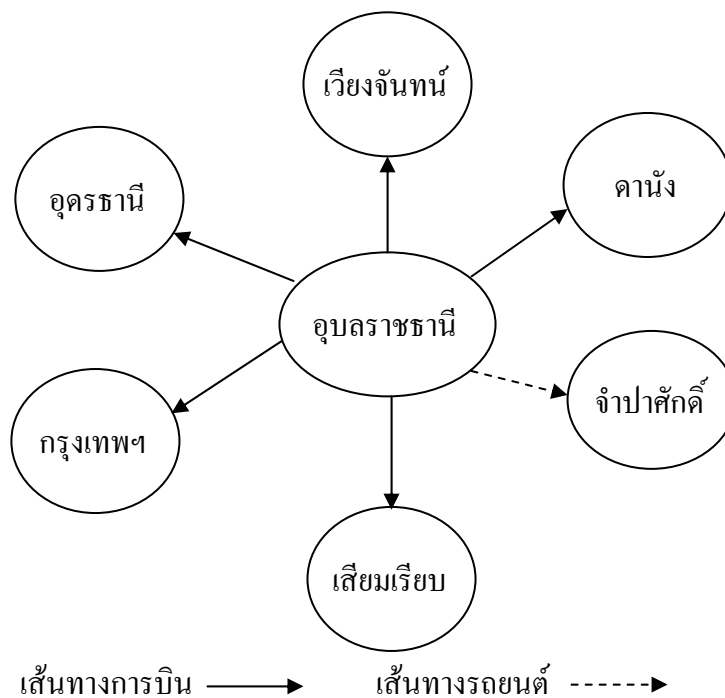 เวียงจันทน์
อุดรธานี
ดานัง
อุบลราชธานี
กรุงเทพฯ
จำปาศักดิ์
เสียมเรียบ
เส้นทางการบิน
เส้นทางรถยนต์